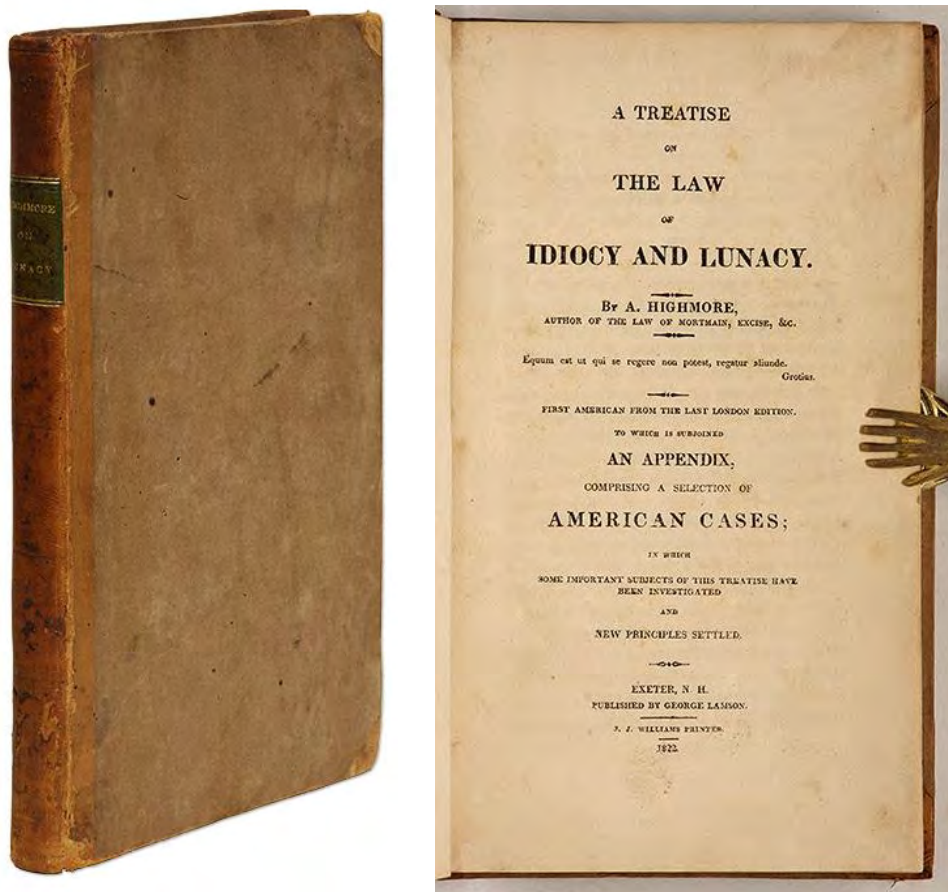 ON
A TREATISE
ON
THE LAW
OF
IDIOCY AND LUNACY.
By A. HIGHMORE,
AUTHOR OF THE LAW OF MORTMAIN, EXCISE, &C.
Equum est ut qui se regere non potest, regatur aliunde.
Grotius.
FIRST AMERICAN FROM THE LAST LONDON EDITION.
TO WHICH IS SUBJOINED
AN APPENDIX,
COMPRISING A SELECTION OF
AMERICAN CASES;
IN WHICH
SOME IMPORTANT SUBJECTS OF THIS TREATISE HAVE
BEEN INVESTIGATED
AND
NEW PRINCIPLES SETTLED.
EXETER, N. H.
PUBLISHED BY GEORGE LAMSON.
J. J. WILLIAMS PRINTER.
1822.